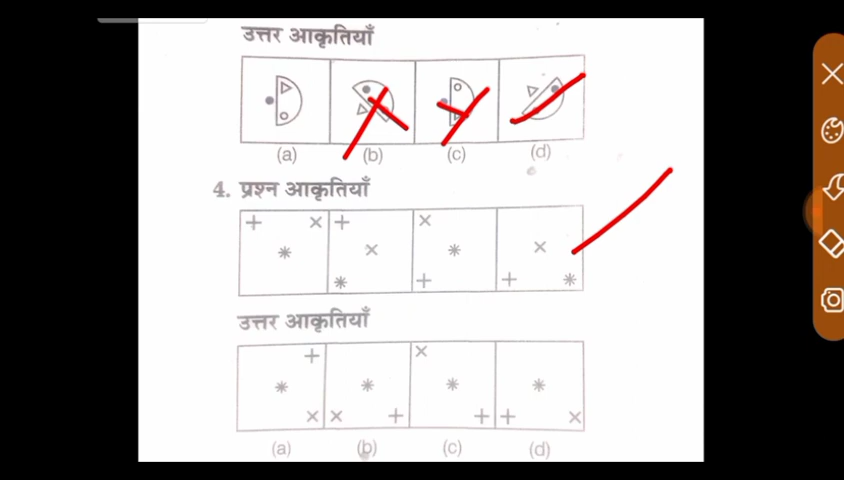 उत्तर आकृतियाँ
(a) (b) (c) (d)
4. प्रश्न आकृतियाँ
उत्तर आकृतियाँ
(a) (b) (c) (d)